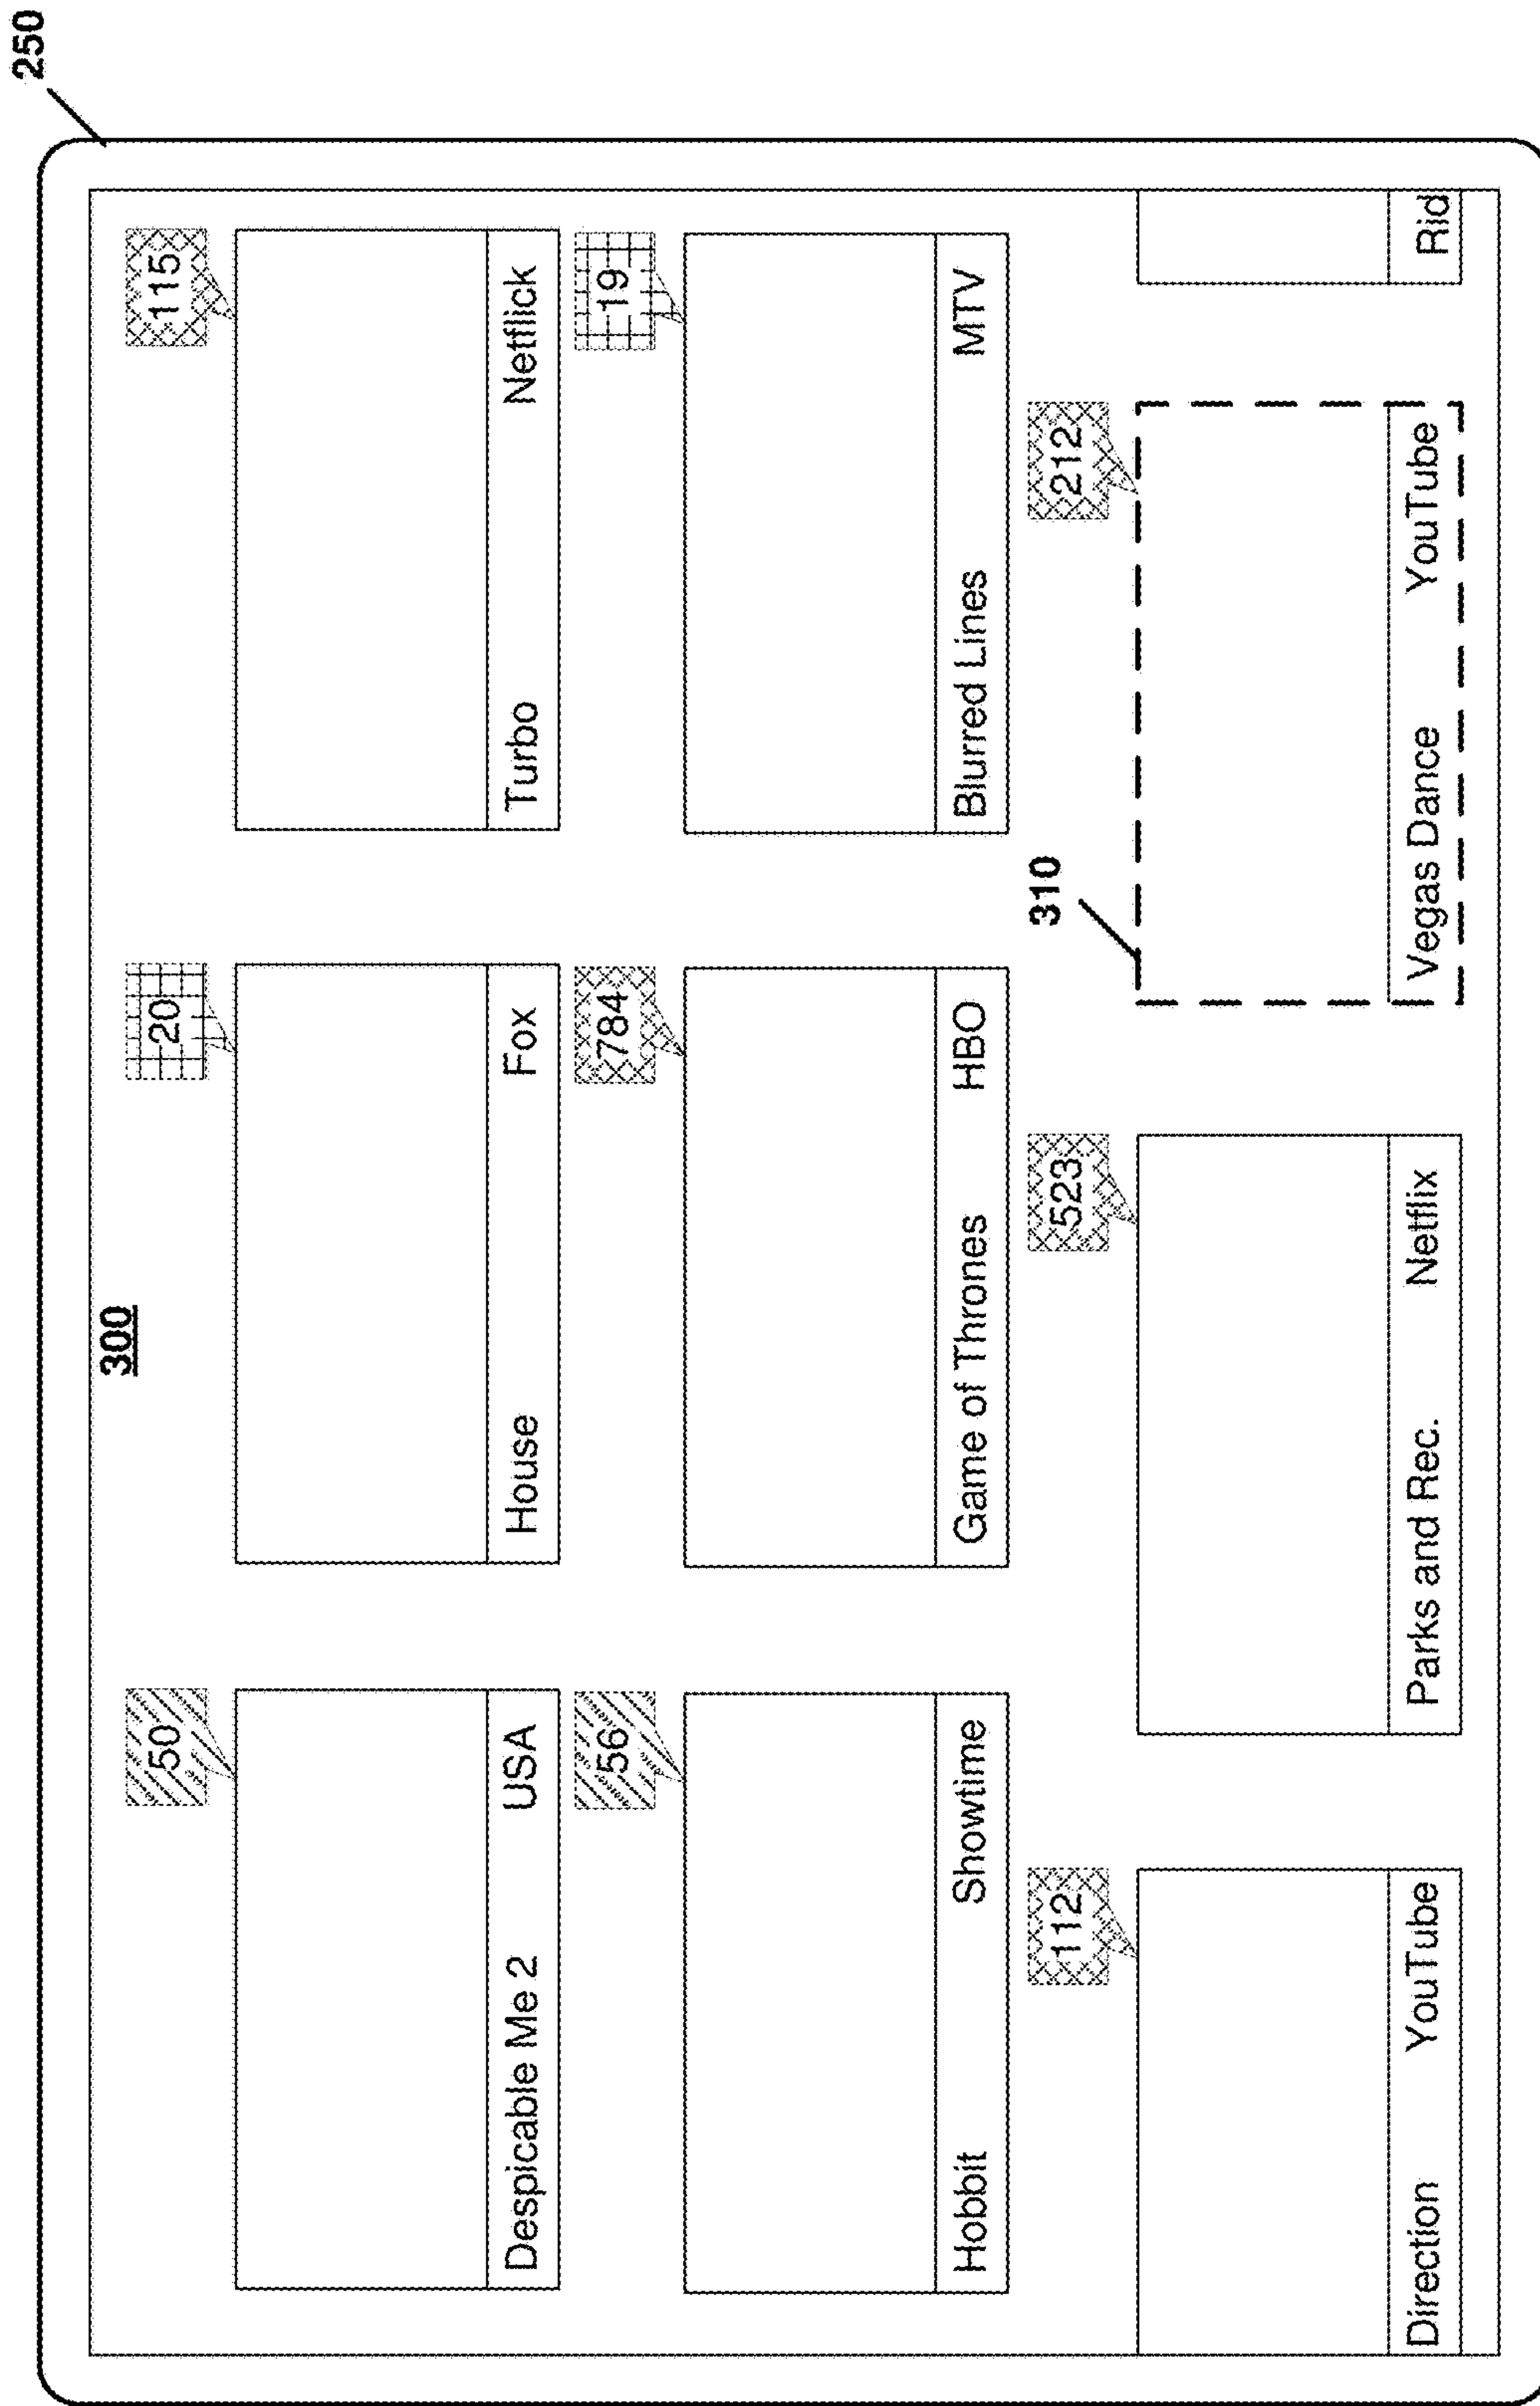 250
300
50
20
115
Despicable Me 2 USA
House Fox
Turbo Netflick
56
784
19
Hobbit Showtime
Game of Thrones HBO
Blurred Lines MTV
310
112
523
212
Direction YouTube
Parks and Rec. Netflix
Vegas Dance YouTube
Rid